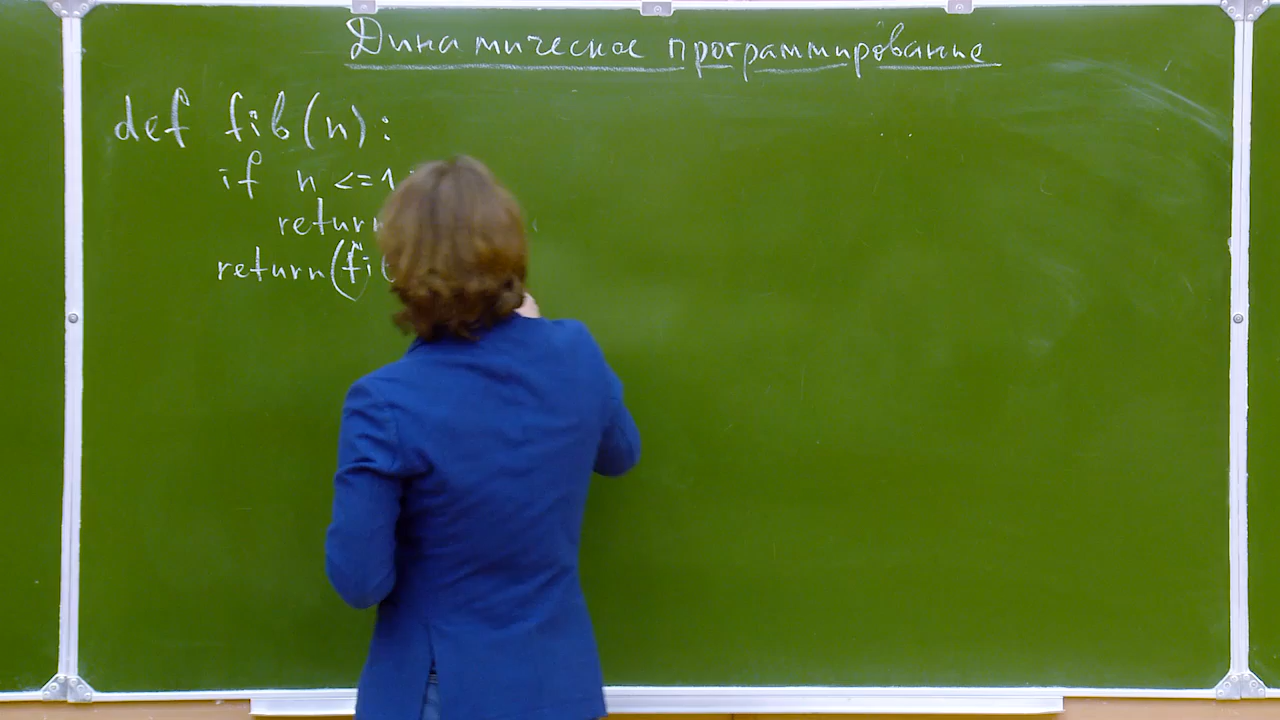 Динамическое программирование
def fib(n):
if n <=1
return
return(fi